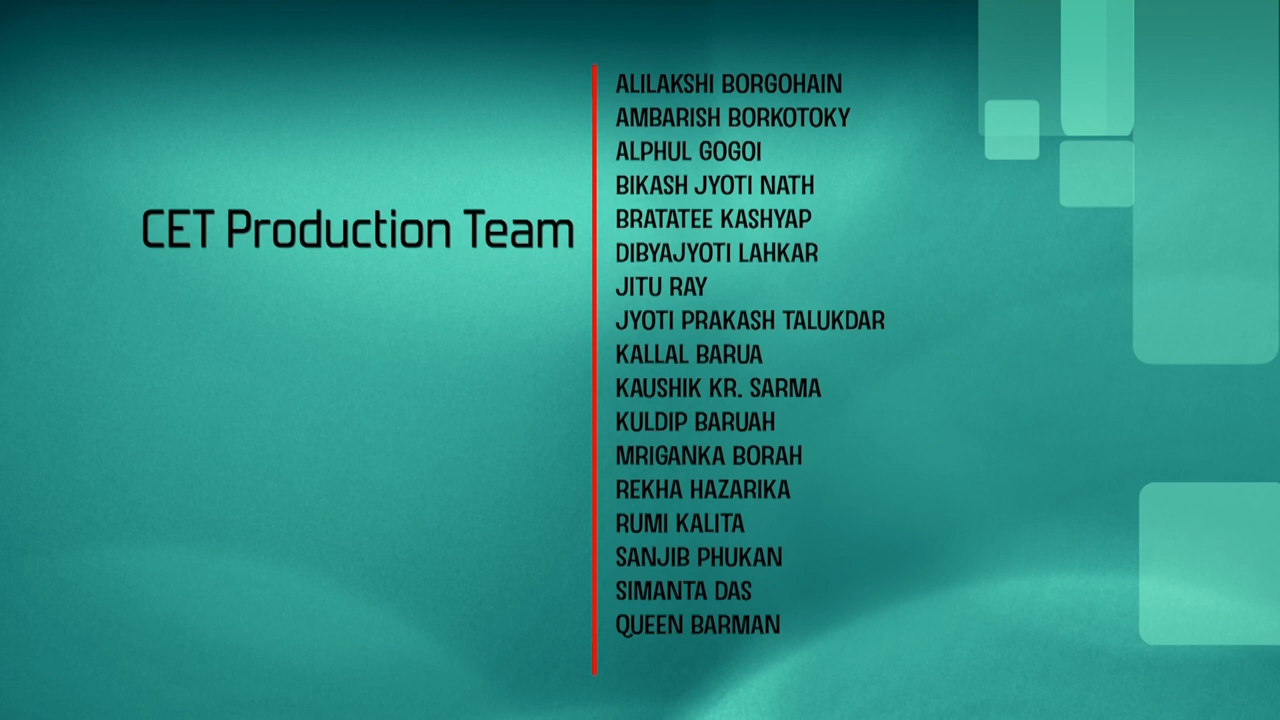 CET Production Team
ALILAKSHI BORGOHAIN
AMBARISH BORKOTOKY
ALPHUL GOGOI
BIKASH JYOTI NATH
BRATATEE KASHYAP
DIBYAJYOTI LAHKAR
JITU RAY
JYOTI PRAKASH TALUKDAR
KALLAL BARUA
KAUSHIK KR. SARMA
KULDIP BARUAH
MRIGANKA BORAH
REKHA HAZARIKA
RUMI KALITA
SANJIB PHUKAN
SIMANTA DAS
QUEEN BARMAN